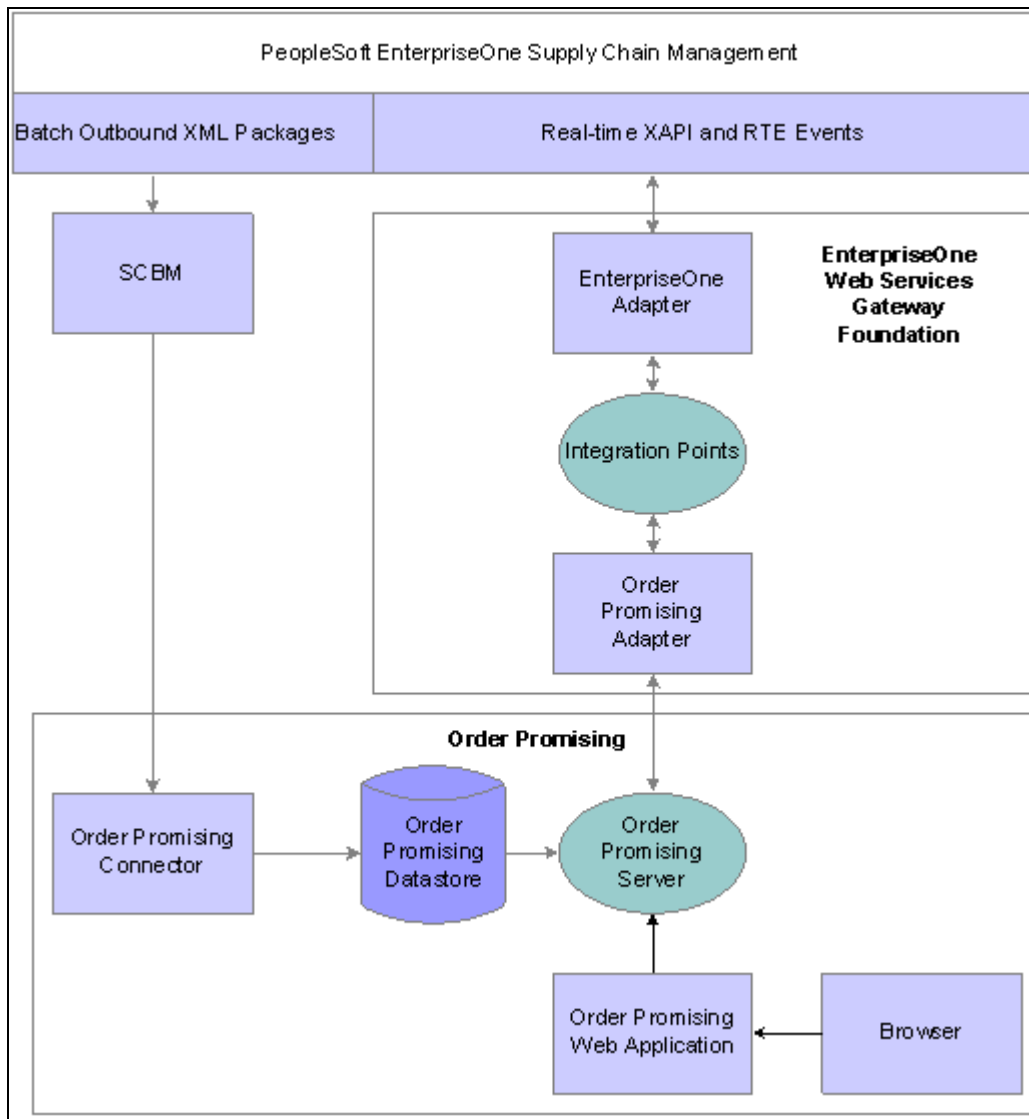 PeopleSoft EnterpriseOne Supply Chain Management
Batch Outbound XML Packages
Real-time XAPI and RTE Events
SCBM
EnterpriseOne
Adapter
EnterpriseOne
Web Services
Gateway
Foundation
Integration Points
Order
Promising
Adapter
Order Promising
Order Promising
Connector
Order
Promising
Datastore
Order
Promising
Server
Order Promising
Web Application
Browser